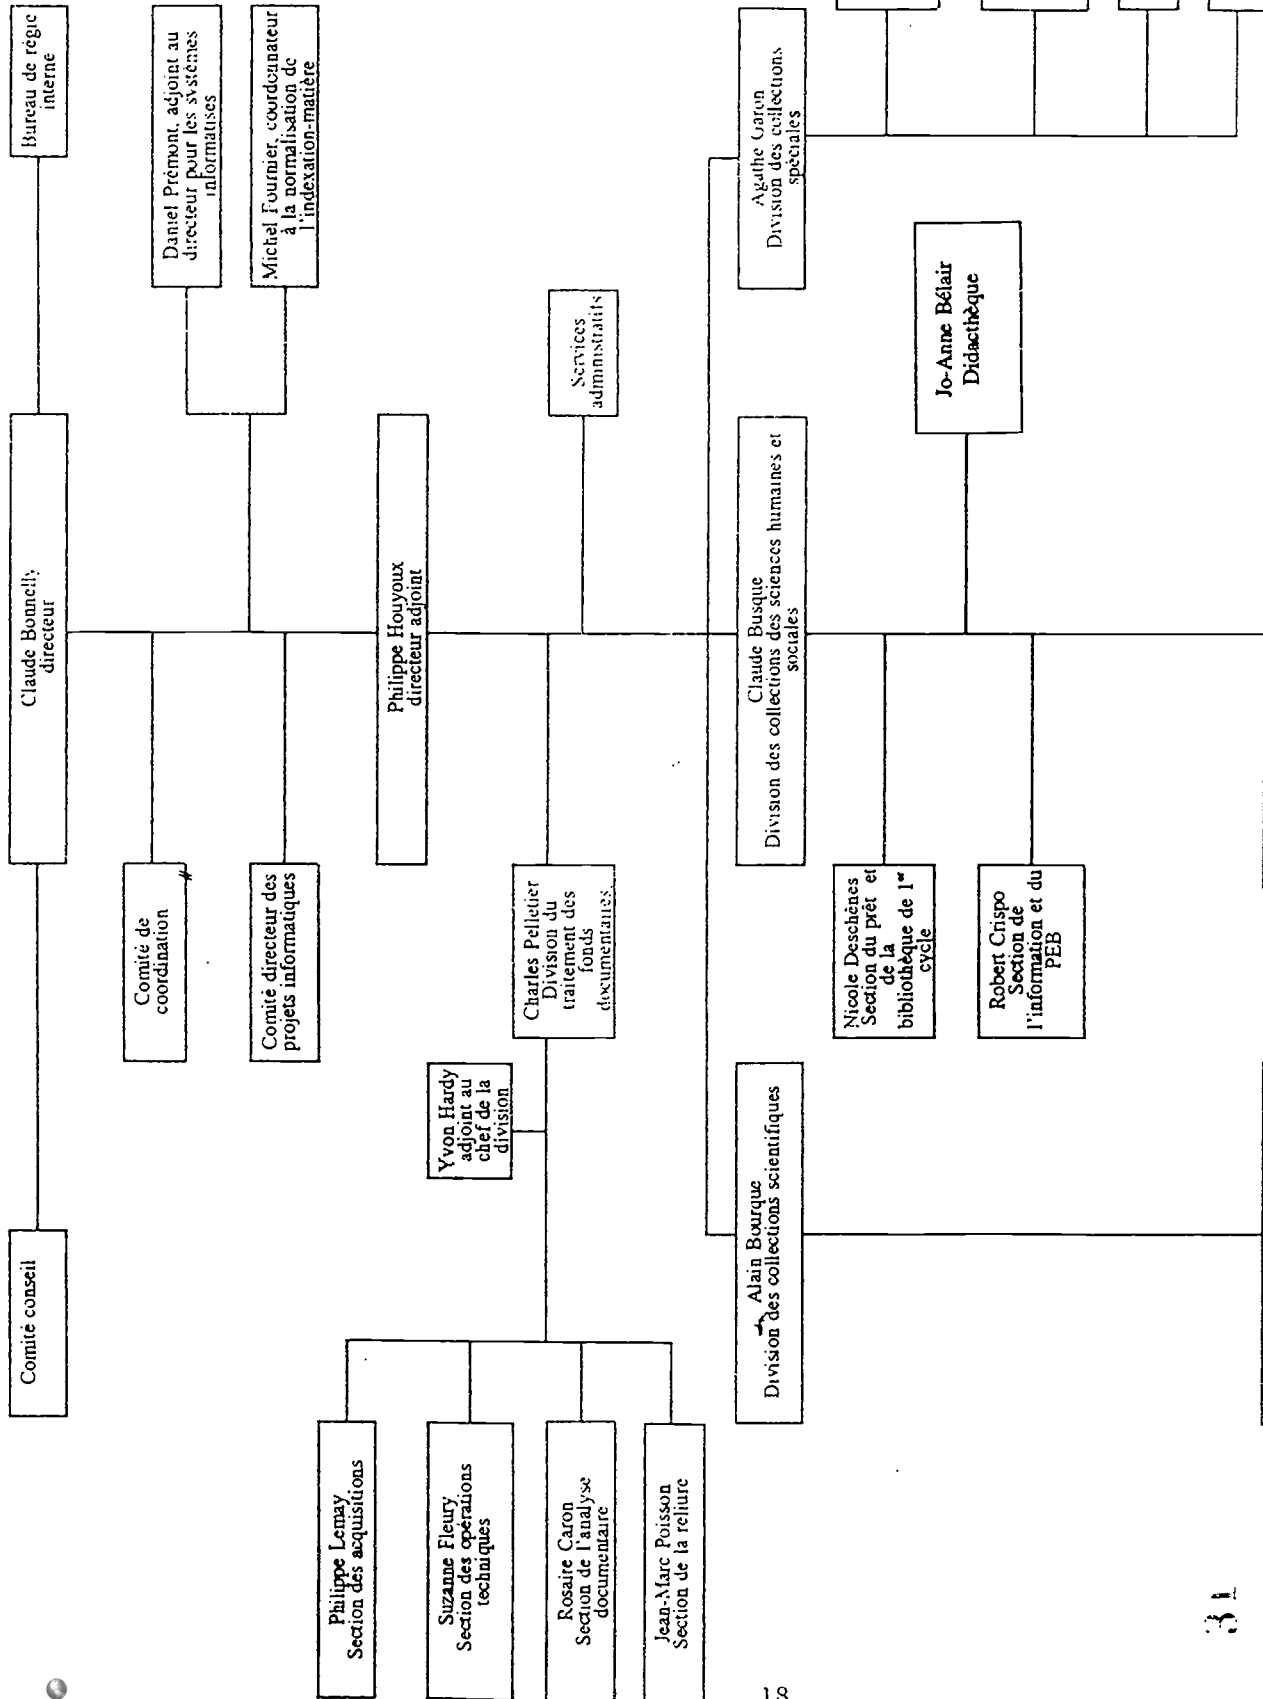 Comité conseil
Claude Bonnelly,
directeur
Bureau de régie
interne
Comité de
coordination
Daniel Prémont, adjoint au
directeur pour les systèmes
informatisés
Comité directeur des
projets informatiques
Michel Fournier, coordonnateur
à la normalisation de
l'indexation-matière
Philippe Houyoux
directeur adjoint
Services
administratifs
Charles Pelletier
Division du
traitement des
fonds
documentaires
Yvon Hardy
adjoint au
chef de la
division
Philippe Lemay
Section des acquisitions
Suzanne Fleury
Section des opérations
techniques
Rosaire Caron
Section de l'analyse
documentaire
Jean-Marc Poisson
Section de la reliure
Alain Bourque
Division des collections scientifiques
Claude Busque
Division des collections des sciences humaines et
sociales
Agathe Garon
Division des collections
spéciales
Nicole Deschênes
Section du prêt et
de la
bibliothèque de 1er
cycle
Jo-Anne Bélair
Didacthèque
Robert Crispo
Section de
l'information et du
PEB
18
31